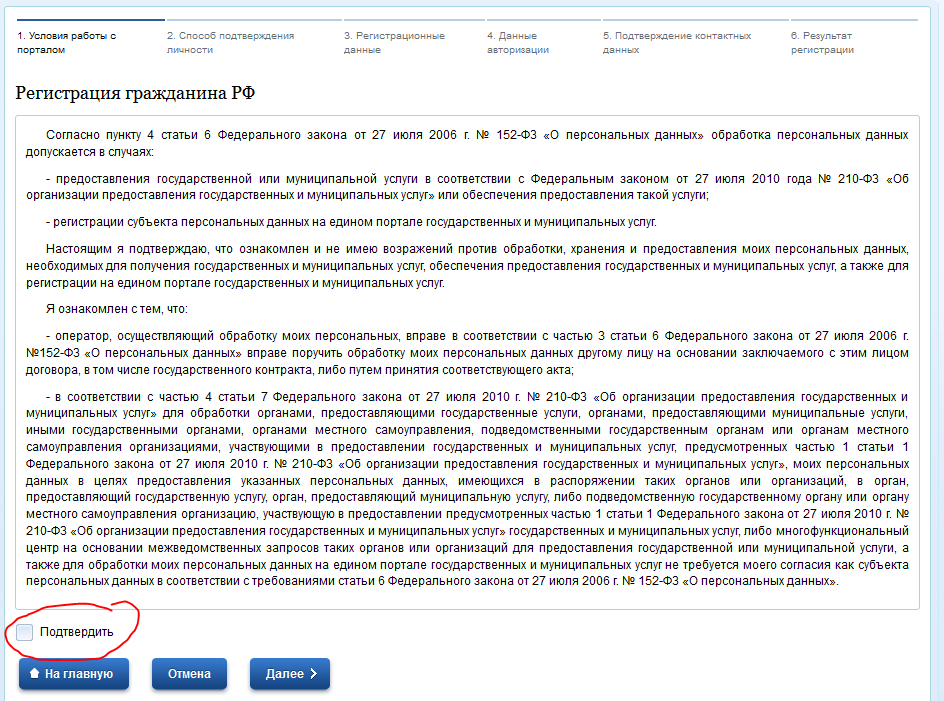 1. Условия работы с
порталом
2. Способ подтверждения
личности
3. Регистрационные
данные
4. Данные
авторизации
5. Подтверждение контактных
данных
6. Результат
регистрации
Регистрация гражданина РФ
Согласно пункту 4 статьи 6 Федерального закона от 27 июля 2006 г. № 152-ФЗ «О персональных данных» обработка персональных данных
допускается в случаях:
- предоставления государственной или муниципальной услуги в соответствии с Федеральным законом от 27 июля 2010 года № 210-ФЗ «Об
организации предоставления государственных и муниципальных услуг» или обеспечения предоставления такой услуги;
- регистрации субъекта персональных данных на едином портале государственных и муниципальных услуг.
Настоящим я подтверждаю, что ознакомлен и не имею возражений против обработки, хранения и предоставления моих персональных данных,
необходимых для получения государственных и муниципальных услуг, обеспечения предоставления государственных и муниципальных услуг, а также для
регистрации на едином портале государственных и муниципальных услуг.
Я ознакомлен с тем, что:
- оператор, осуществляющий обработку моих персональных, вправе в соответствии с частью 3 статьи 6 Федерального закона от 27 июля 2006 г.
№152-ФЗ «О персональных данных» вправе поручить обработку моих персональных данных другому лицу на основании заключаемого с этим лицом
договора, в том числе государственного контракта, либо путем принятия соответствующего акта;
- в соответствии с частью 4 статьи 7 Федерального закона от 27 июля 2010 г. № 210-ФЗ «Об организации предоставления государственных и
муниципальных услуг» для обработки органами, предоставляющими государственные услуги, органами, предоставляющими муниципальные услуги,
иными государственными органами, органами местного самоуправления, подведомственными государственным органам или органам местного
самоуправления организациями, участвующими в предоставлении государственных и муниципальных услуг, предусмотренных частью 1 статьи 1
Федерального закона от 27 июля 2010 г. № 210-ФЗ «Об организации предоставления государственных и муниципальных услуг», моих персональных
данных в целях предоставления указанных персональных данных, имеющихся в распоряжении таких органов или организаций, в орган,
предоставляющий государственную услугу, орган, предоставляющий муниципальную услугу, либо подведомственную государственному органу или органу
местного самоуправления организацию, участвующую в предоставлении предусмотренных частью 1 статьи 1 Федерального закона от 27 июля 2010 г. №
210-ФЗ «Об организации предоставления государственных и муниципальных услуг» государственных и муниципальных услуг, либо многофункциональный
центр на основании межведомственных запросов таких органов или организаций для предоставления государственной или муниципальной услуги, а
также для обработки моих персональных данных на едином портале государственных и муниципальных услуг не требуется моего согласия как субъекта
персональных данных в соответствии с требованиями статьи 6 Федерального закона от 27 июля 2006 г. № 152-ФЗ «О персональных данных».
Подтвердить
На главную
Отмена
Далее